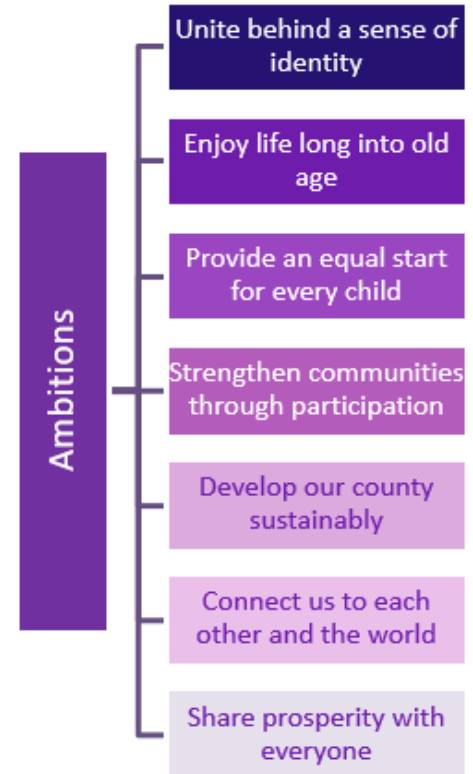 Ambitions
Unite behind a sense of
identity
Enjoy life long into old
age
Provide an equal start
for every child
Strengthen communities
through participation
Develop our county
sustainably
Connect us to each
other and the world
Share prosperity with
everyone